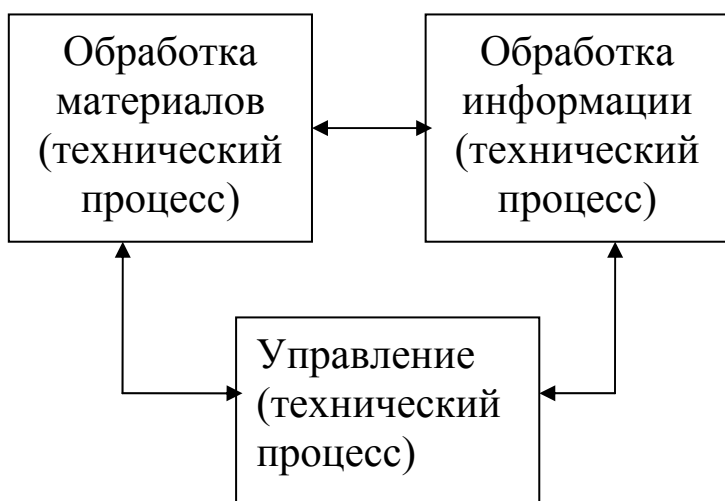 Обработка
материалов
(технический
процесс)
Обработка
информации
(технический
процесс)
Управление
(технический
процесс)